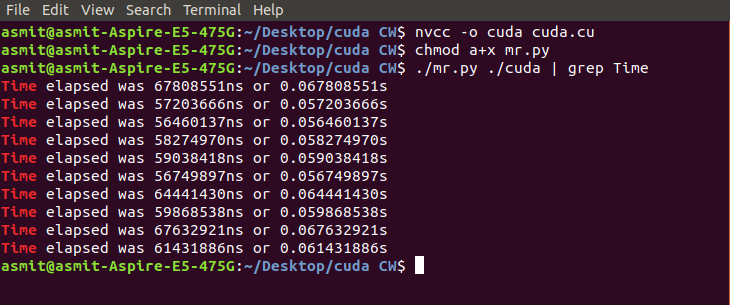 File Edit View Search Terminal Help
asmit@asmit-Aspire-E5-475G:~/Desktop/cuda CW$ nvcc -o cuda cuda.cu
asmit@asmit-Aspire-E5-475G:~/Desktop/cuda CW$ chmod a+x mr.py
asmit@asmit-Aspire-E5-475G:~/Desktop/cuda CW$ ./mr.py ./cuda | grep Time
Time elapsed was 67808551ns or 0.067808551s
Time elapsed was 57203666ns or 0.057203666s
Time elapsed was 56460137ns or 0.056460137s
Time elapsed was 58274970ns or 0.058274970s
Time elapsed was 59038418ns or 0.059038418s
Time elapsed was 56749897ns or 0.056749897s
Time elapsed was 64441430ns or 0.064441430s
Time elapsed was 59868538ns or 0.059868538s
Time elapsed was 67632921ns or 0.067632921s
Time elapsed was 61431886ns or 0.061431886s
asmit@asmit-Aspire-E5-475G:~/Desktop/cuda CW$